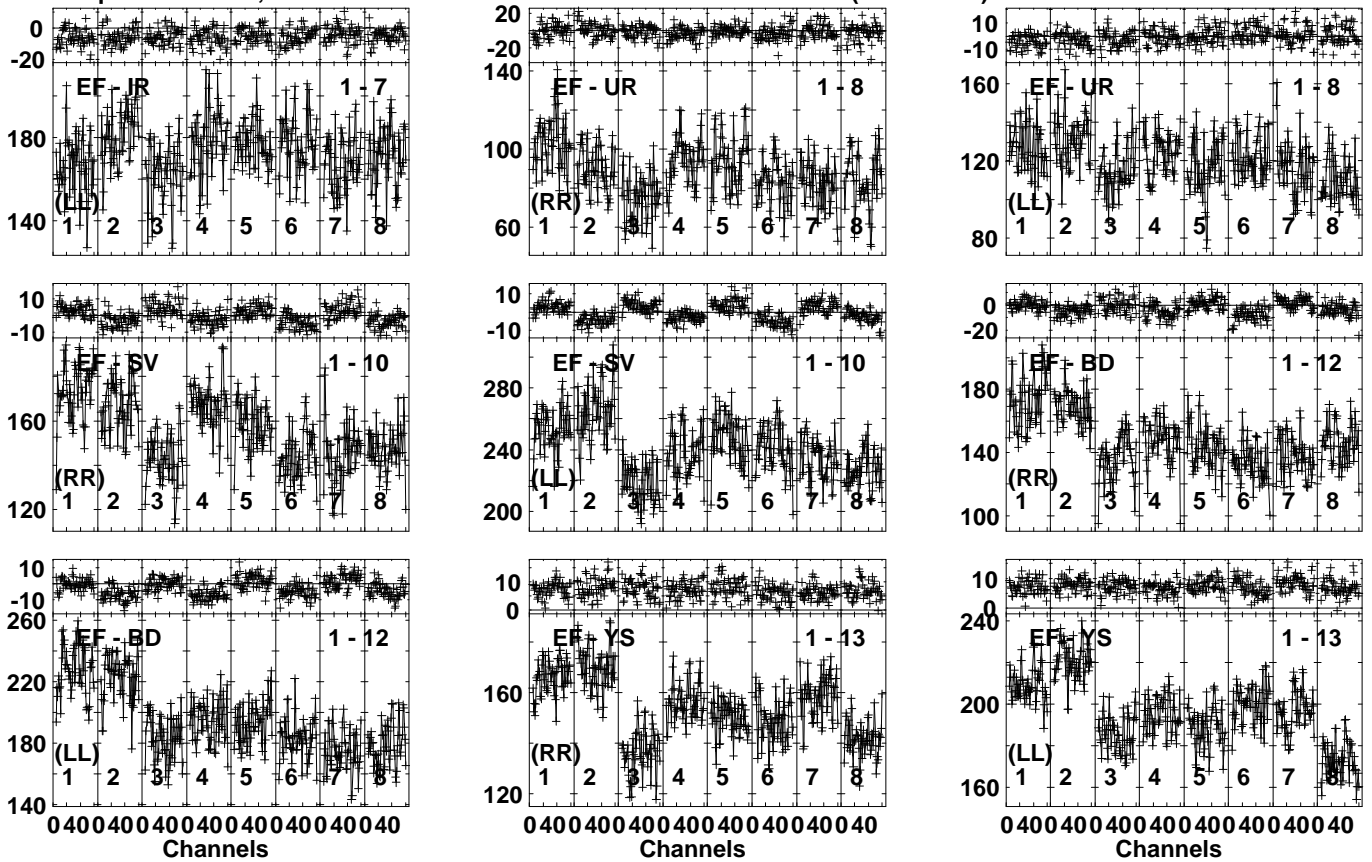 0 20 10
-20 -20 -10
EF - IR 1 - 7 140 EF - UR 1 - 8 160 EF - UR 1 - 8
180 100 120
(LL) (RR) (LL)
140 60 80
1 2 3 4 5 6 7 8 1 2 3 4 5 6 7 8 1 2 3 4 5 6 7 8
10 10 0
-10 -10 -20
EF - SV 1 - 10 280 EF - SV 1 - 10 180 EF - BD 1 - 12
160 240 140
(RR) (LL) (RR)
120 200 100
1 2 3 4 5 6 7 8 1 2 3 4 5 6 7 8 1 2 3 4 5 6 7 8
10 10 10
-10 0 0
260 EF - BD 1 - 12 EF - YS 1 - 13 240 EF - YS 1 - 13
220 160 200
180
(LL) (RR) (LL)
1 2 3 4 5 6 7 8 1 2 3 4 5 6 7 8 1 2 3 4 5 6 7 8
140 120 160
0 40 0 40 0 40 0 40 0 40 0 40 0 40 0 40 0 40 0 40 0 40 0 40 0 40 0 40 0 40 0 40 0 40 0 40 0 40 0 40 0 40 0 40 0 40 0 40
Channels Channels Channels